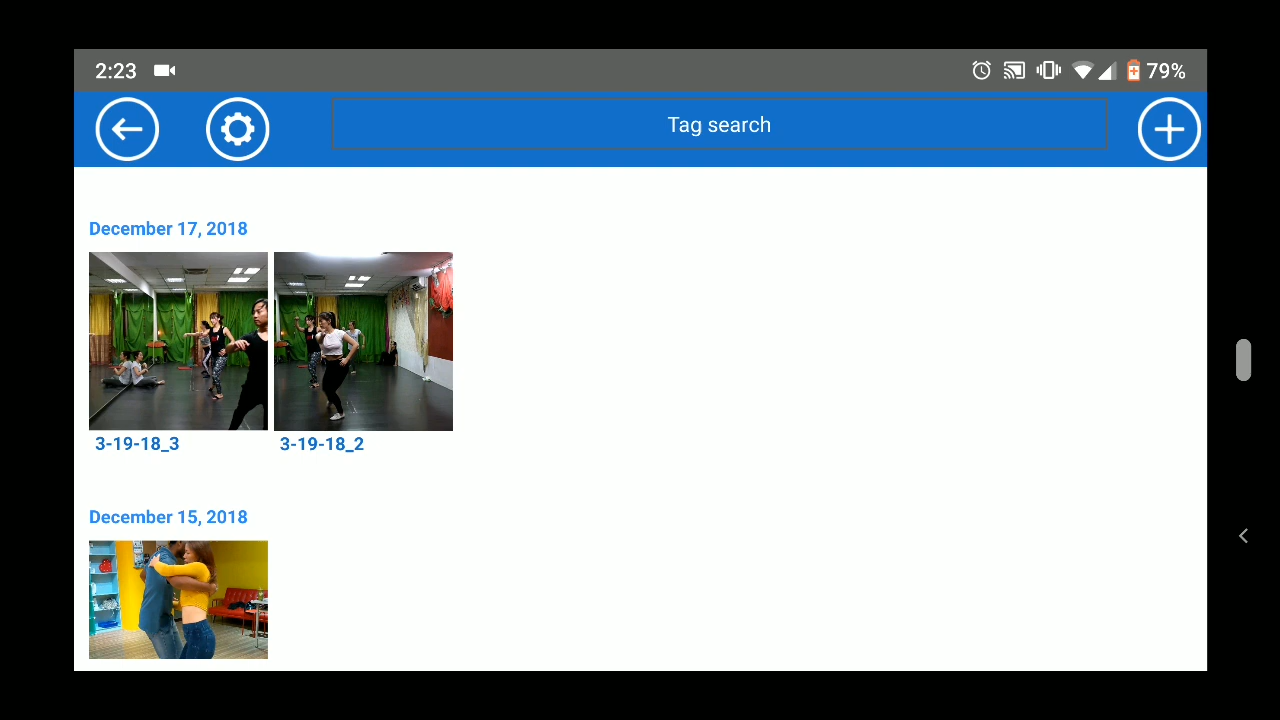 2:23
79%
Tag search
December 17, 2018
3-19-18_3
3-19-18_2
December 15, 2018